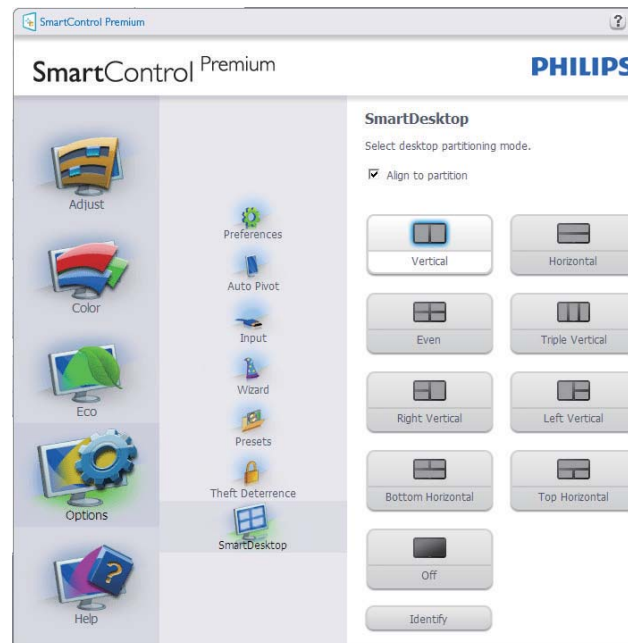 SmartControl Premium
?
SmartControl Premium
PHILIPS
Adjust
Color
Eco
Options
Help
Preferences
Auto Pivot
Input
Wizard
Presets
Theft Deterrence
SmartDesktop
SmartDesktop
Select desktop partitioning mode.
Align to partition
Vertical
Horizontal
Even
Triple Vertical
Right Vertical
Left Vertical
Bottom Horizontal
Top Horizontal
Off
Identify